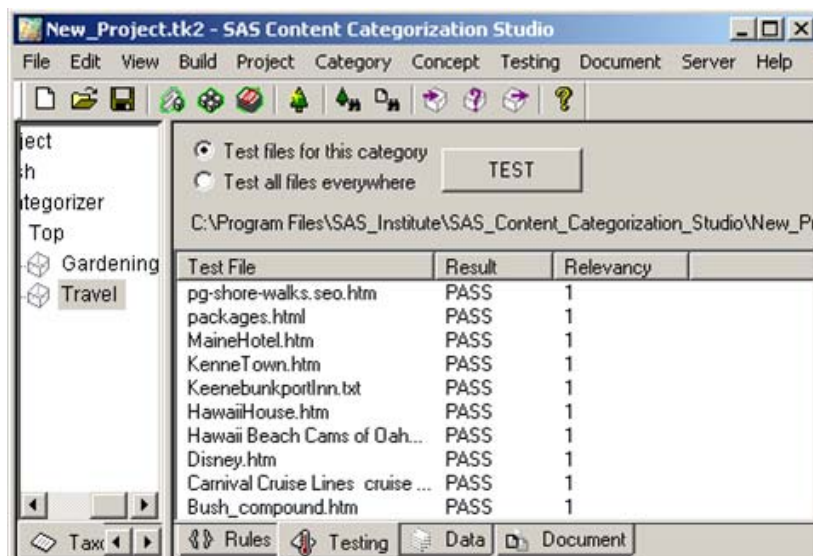 New_Project.tk2 - SAS Content Categorization Studio
File Edit View Build Project Category Concept Testing Document Server Help
ject
sh
ategorizer
Top
Gardening
Travel
Test files for this category
Test all files everywhere
TEST
C:\Program Files\SAS_Institute\SAS_Content_Categorization_Studio\New_Pr
Test File Result Relevancy
pg-shore-walks.seo.htm PASS 1
packages.html PASS 1
MaineHotel.htm PASS 1
KenneTown.htm PASS 1
KeenebunkportInn.txt PASS 1
HawaiiHouse.htm PASS 1
Hawaii Beach Cams of Oah... PASS 1
Disney.htm PASS 1
Carnival Cruise Lines cruise ... PASS 1
Bush_compound.htm PASS 1
Taxo
Rules Testing Data Document